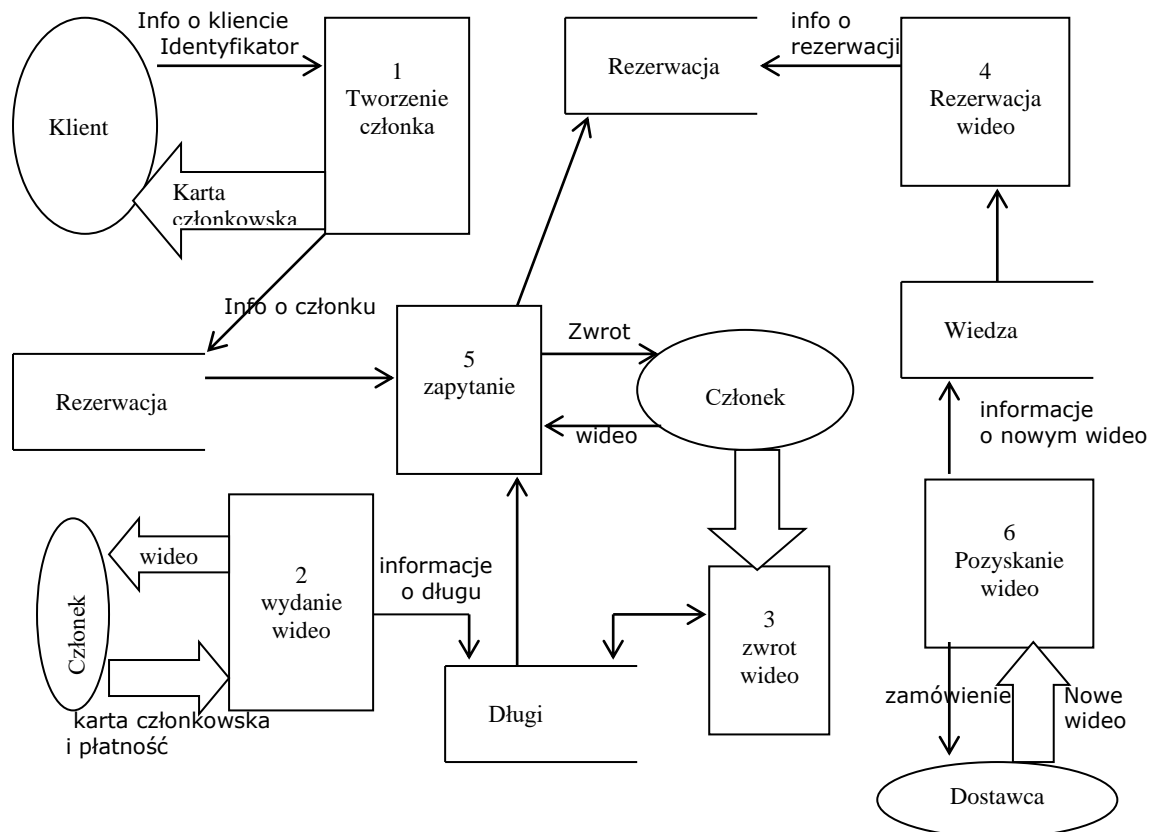 Info o kliencie
Identyfikator
Klient
1
Tworzenie
członka
Karta
członkowska
Rezerwacja
info o
rezerwacji
4
Rezerwacja
wideo
Info o członku
Rezerwacja
5
zapytanie
Zwrot
wideo
Członek
Wiedza
informacje
o nowym wideo
Członek
wideo
2
wydanie
wideo
karta członkowska
i płatność
informacje
o długu
Długi
3
zwrot
wideo
6
Pozyskanie
wideo
zamówienie
Nowe
wideo
Dostawca